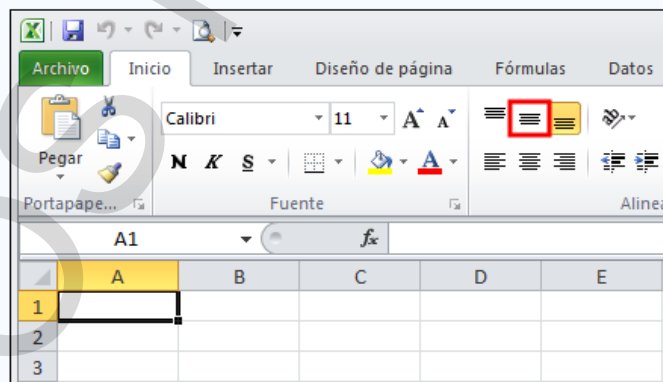 Archivo Inicio Insertar Diseño de página Fórmulas Datos
Calibri 11 A A
Pegar N K S A
Portapape... Fuente Alinea
A1 fx
A B C D E
1
2
3